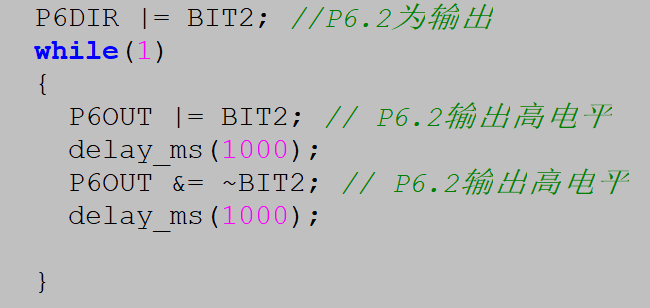 P6DIR |= BIT2; //P6.2为输出
while(1)
{
P6OUT |= BIT2; // P6.2输出高电平
delay_ms(1000);
P6OUT &= ~BIT2; // P6.2输出高电平
delay_ms(1000);
}